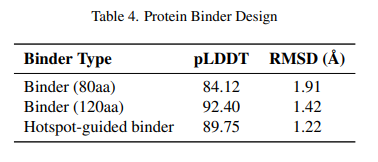 Table 4. Protein Binder Design
Binder Type pLDDT RMSD (Å)
Binder (80aa) 84.12 1.91
Binder (120aa) 92.40 1.42
Hotspot-guided binder 89.75 1.22